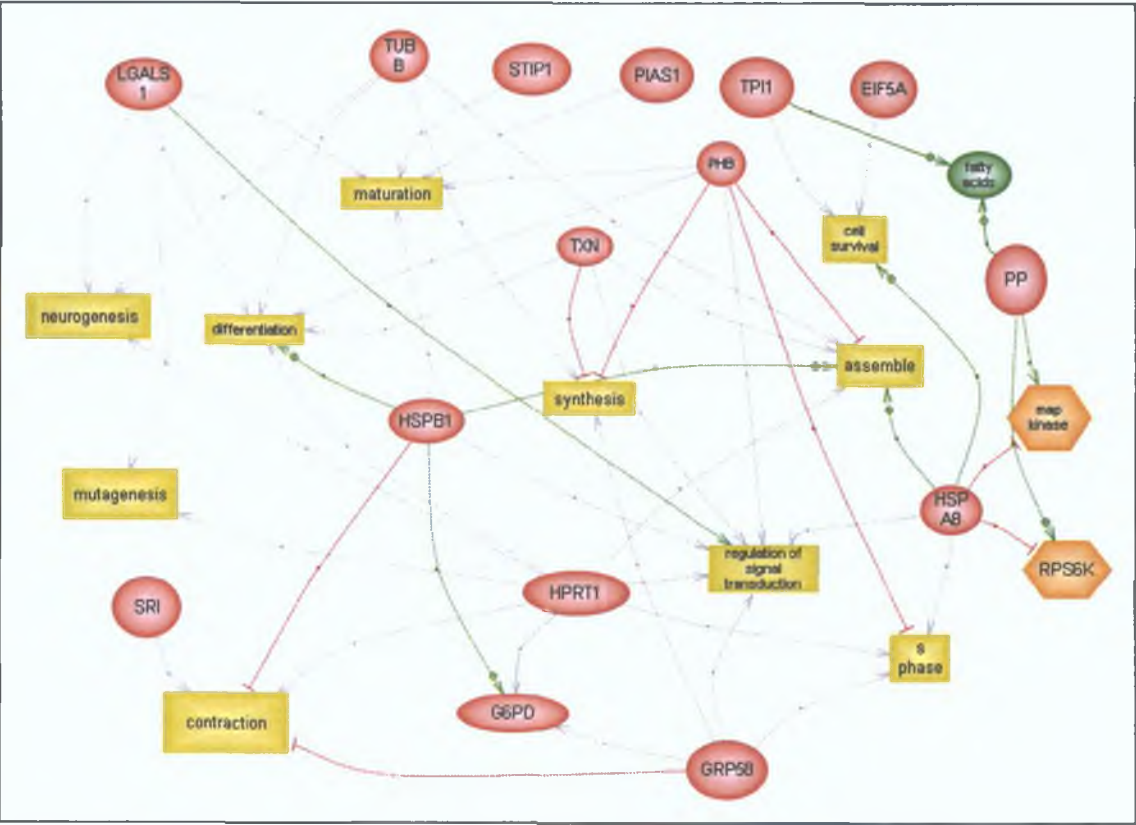 LGALS
1
TUB
B
STIP1
PIAS1
TPI1
EIF5A
PHB
fatty
acids
maturation
cell
survival
TXN
PP
neurogenesis
differentiation
assemble
synthesis
HSPB1
map
kinase
mutagenesis
HSP
A8
regulation of
signal
transduction
RPS6K
HPRT1
SRI
s
phase
contraction
G6PD
GRP58